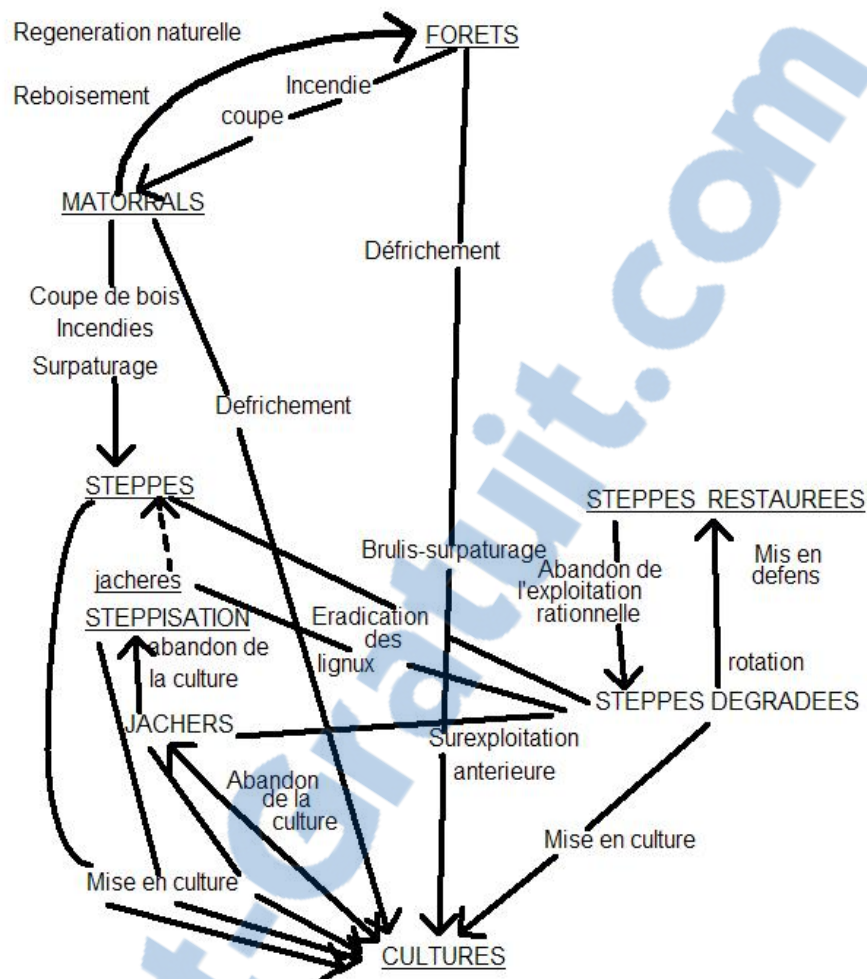 Regeneration naturelle
FORETS
Incendie
Reboisement
coupe
MATORRALS
Défrichement
Coupe de bois
Incendies
Surpaturage
Defrichement
STEPPES
STEPPES RESTAUREES
Brulis-surpaturage
Mis en
defens
Abandon de
l'exploitation
rationnelle
jacheres
STEPPISATION
Eradication
des
lignux
abandon de
la culture
rotation
STEPPES DEGRADEES
JACHERS
Surexploitation
anterieure
Abandon
de la
culture
Mise en culture
Mise en culture
CULTURES
t-Gratuit.com